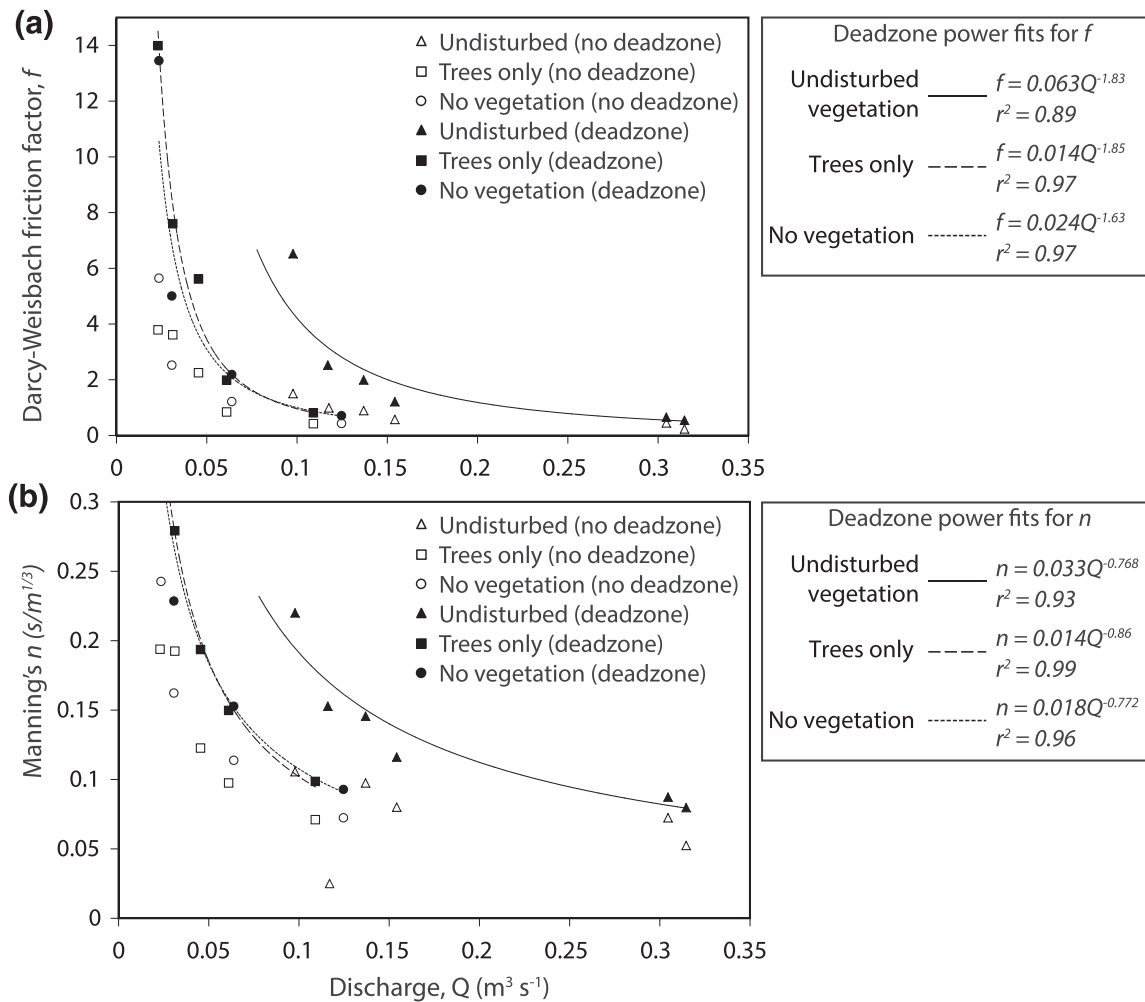 (a)
Darcy-Weisbach friction factor, f
14
12
10
8
6
4
2
0
0 0.05 0.1 0.15 0.2 0.25 0.3 0.35
Undisturbed (no deadzone)
Trees only (no deadzone)
No vegetation (no deadzone)
Undisturbed (deadzone)
Trees only (deadzone)
No vegetation (deadzone)
Deadzone power fits for f
Undisturbed
vegetation
f = 0.063Q-1.83
r2 = 0.89
Trees only
f = 0.014Q-1.85
r2 = 0.97
No vegetation
f = 0.024Q-1.63
r2 = 0.97
(b)
Manning's n (s/m1/3)
0.3
0.25
0.2
0.15
0.1
0.05
0
0 0.05 0.1 0.15 0.2 0.25 0.3 0.35
Discharge, Q (m3 s-1)
Undisturbed (no deadzone)
Trees only (no deadzone)
No vegetation (no deadzone)
Undisturbed (deadzone)
Trees only (deadzone)
No vegetation (deadzone)
Deadzone power fits for n
Undisturbed
vegetation
n = 0.033Q-0.768
r2 = 0.93
Trees only
n = 0.014Q-0.86
r2 = 0.99
No vegetation
n = 0.018Q-0.772
r2 = 0.96